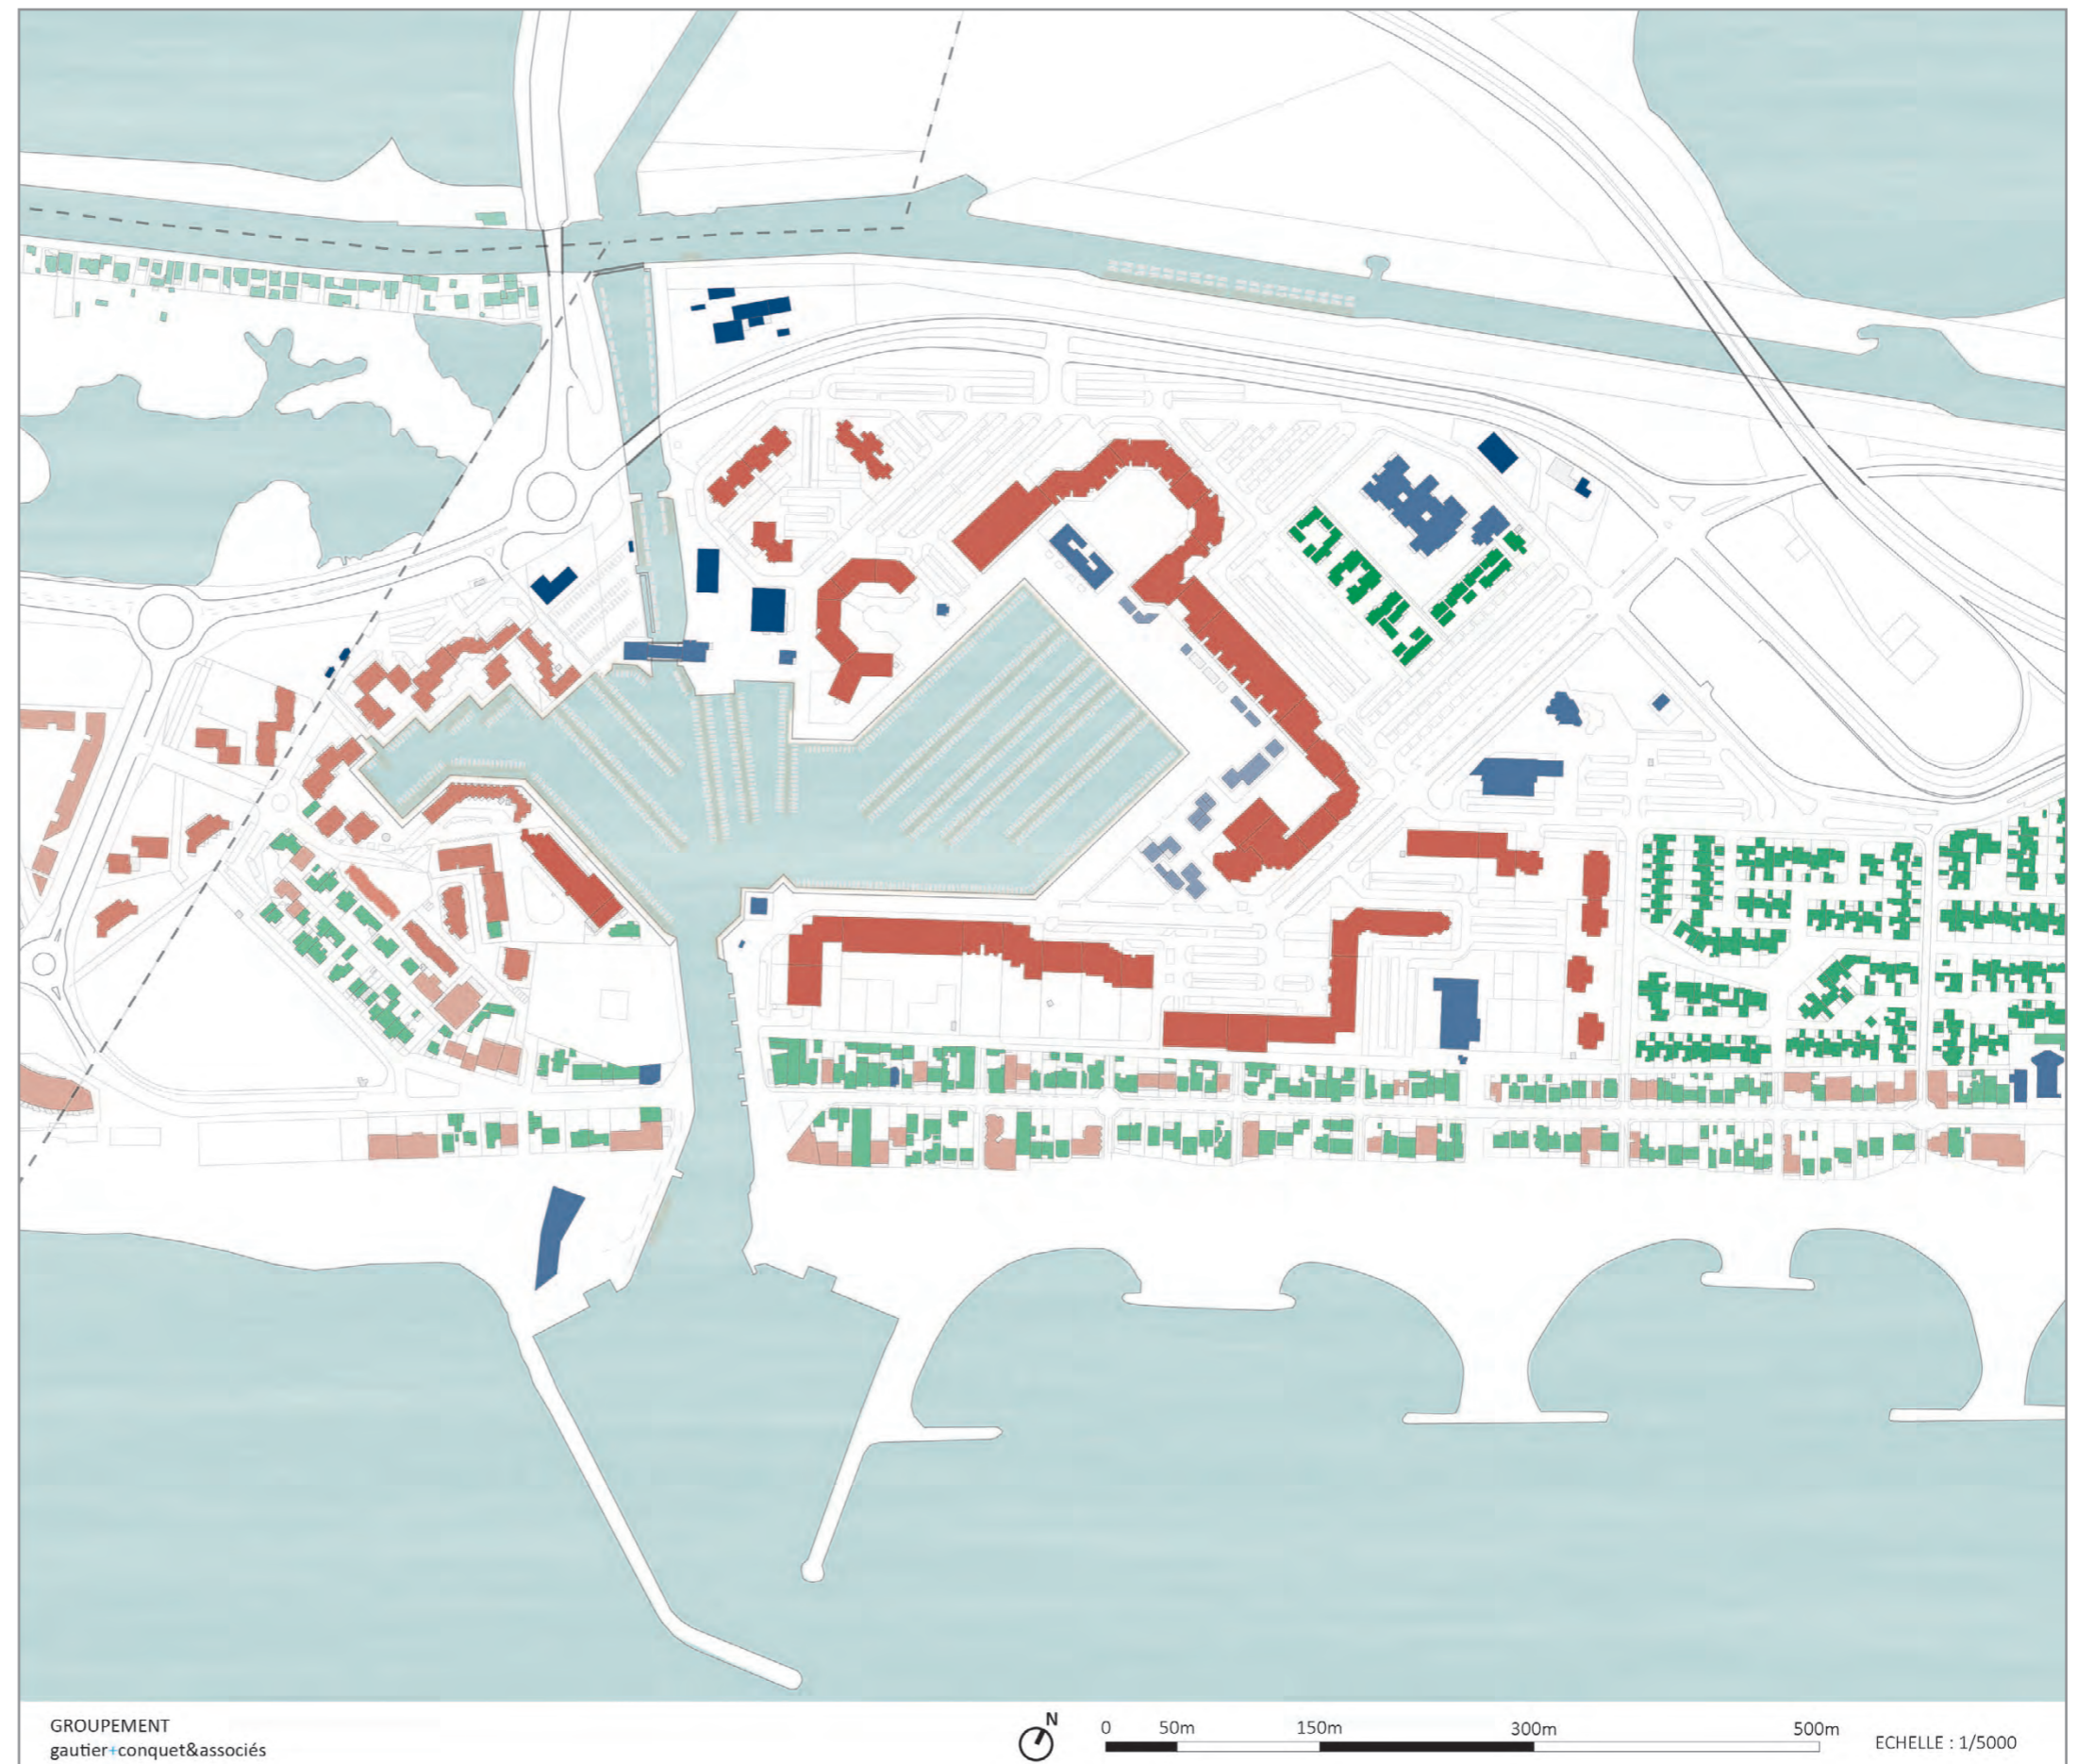 GROUPEMENT
gautier+conquet&associés
N
0 50m 150m 300m 500m
ECHELLE : 1/5000